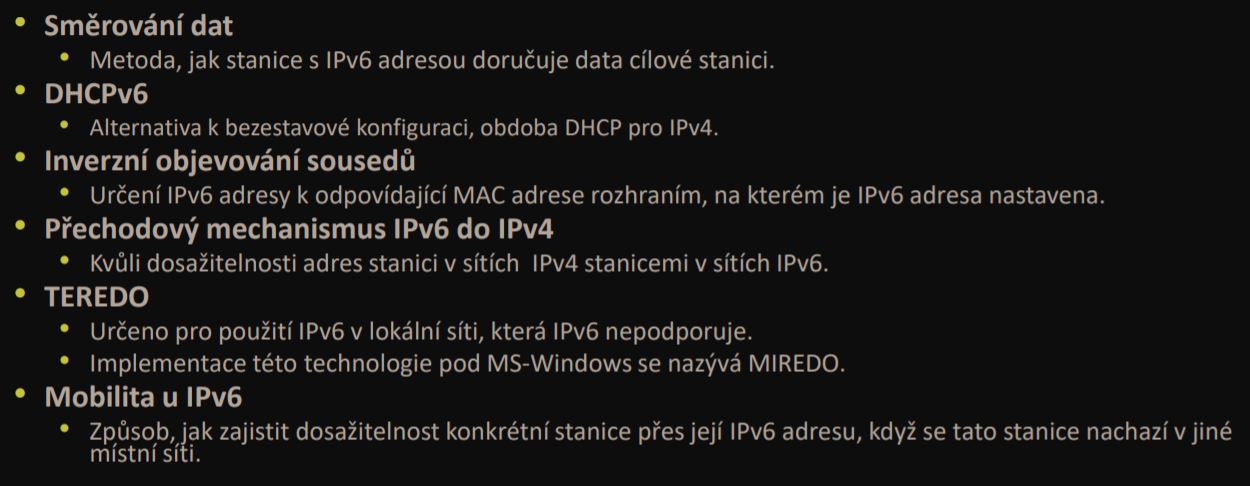 • Směrování dat
• Metoda, jak stanice s IPv6 adresou doručuje data cílové stanici.
• DHCPv6
• Alternativa k bezestavové konfiguraci, obdoba DHCP pro IPv4.
• Inverzní objevování sousedů
• Určení IPv6 adresy k odpovídající MAC adrese rozhraním, na kterém je IPv6 adresa nastavena.
• Přechodový mechanismus IPv6 do IPv4
• Kvůli dosažitelnosti adres stanici v sítích  IPv4 stanicemi v sítích IPv6.
• TEREDO
• Určeno pro použití IPv6 v lokální síti, která IPv6 nepodporuje.
• Implementace této technologie pod MS-Windows se nazývá MIREDO.
• Mobilita u IPv6
• Způsob, jak zajistit dosažitelnost konkrétní stanice přes její IPv6 adresu, když se tato stanice nachazí v jiné
místní síti.